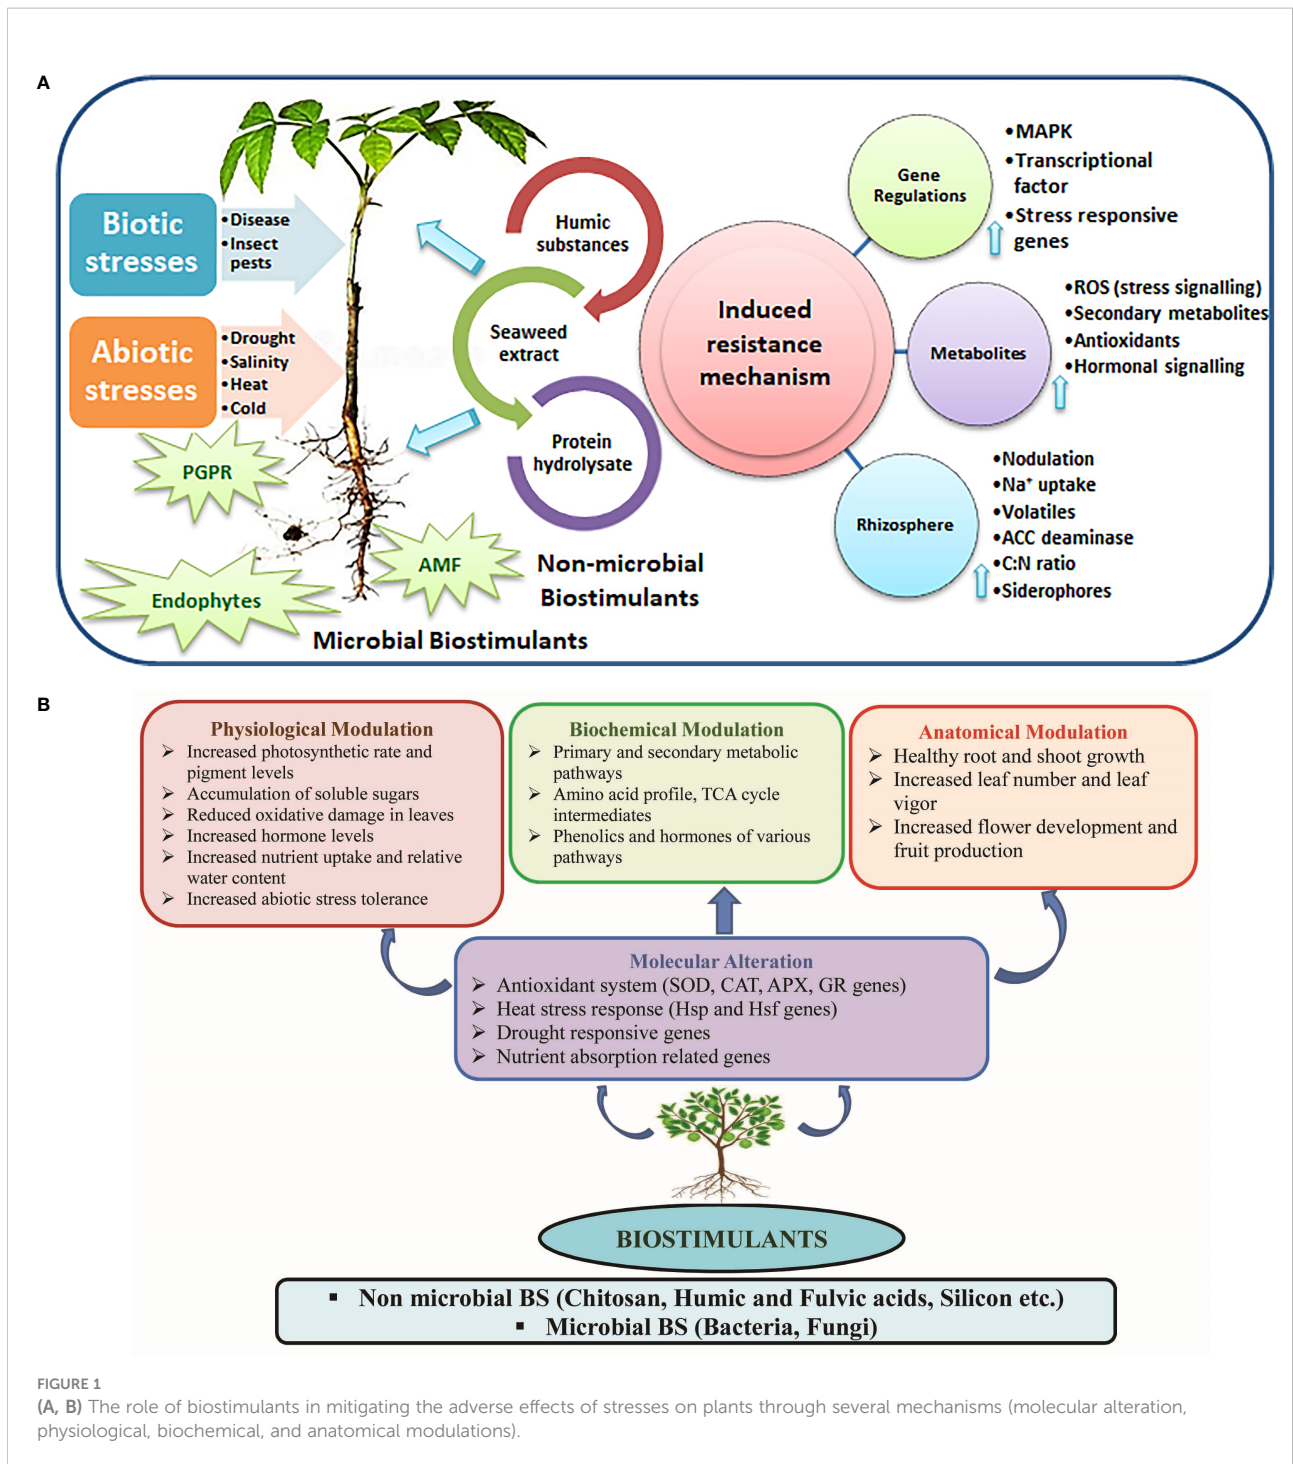 A
Biotic
stresses
•Disease
•Insect
pests
Abiotic
stresses
•Drought
•Salinity
•Heat
•Cold
PGPR
Endophytes
AMF
Microbial Biostimulants
Humic
substances
Seaweed
extract
Protein
hydrolysate
Non-microbial
Biostimulants
Induced
resistance
mechanism
Gene
Regulations
•MAPK
•Transcriptional
factor
•Stress responsive
genes
Metabolites
•ROS (stress signalling)
•Secondary metabolites
•Antioxidants
•Hormonal signalling
Rhizosphere
•Nodulation
•Na⁺ uptake
•Volatiles
•ACC deaminase
•C:N ratio
•Siderophores
B
Physiological Modulation
➢ Increased photosynthetic rate and
pigment levels
➢ Accumulation of soluble sugars
➢ Reduced oxidative damage in leaves
➢ Increased hormone levels
➢ Increased nutrient uptake and relative
water content
➢ Increased abiotic stress tolerance
Biochemical Modulation
➢ Primary and secondary metabolic
pathways
➢ Amino acid profile, TCA cycle
intermediates
➢ Phenolics and hormones of various
pathways
Anatomical Modulation
➢ Healthy root and shoot growth
➢ Increased leaf number and leaf
vigor
➢ Increased flower development and
fruit production
Molecular Alteration
➢ Antioxidant system (SOD, CAT, APX, GR genes)
➢ Heat stress response (Hsp and Hsf genes)
➢ Drought responsive genes
➢ Nutrient absorption related genes
BIOSTIMULANTS
▪ Non microbial BS (Chitosan, Humic and Fulvic acids, Silicon etc.)
▪ Microbial BS (Bacteria, Fungi)
FIGURE 1
(A, B) The role of biostimulants in mitigating the adverse effects of stresses on plants through several mechanisms (molecular alteration,
physiological, biochemical, and anatomical modulations).